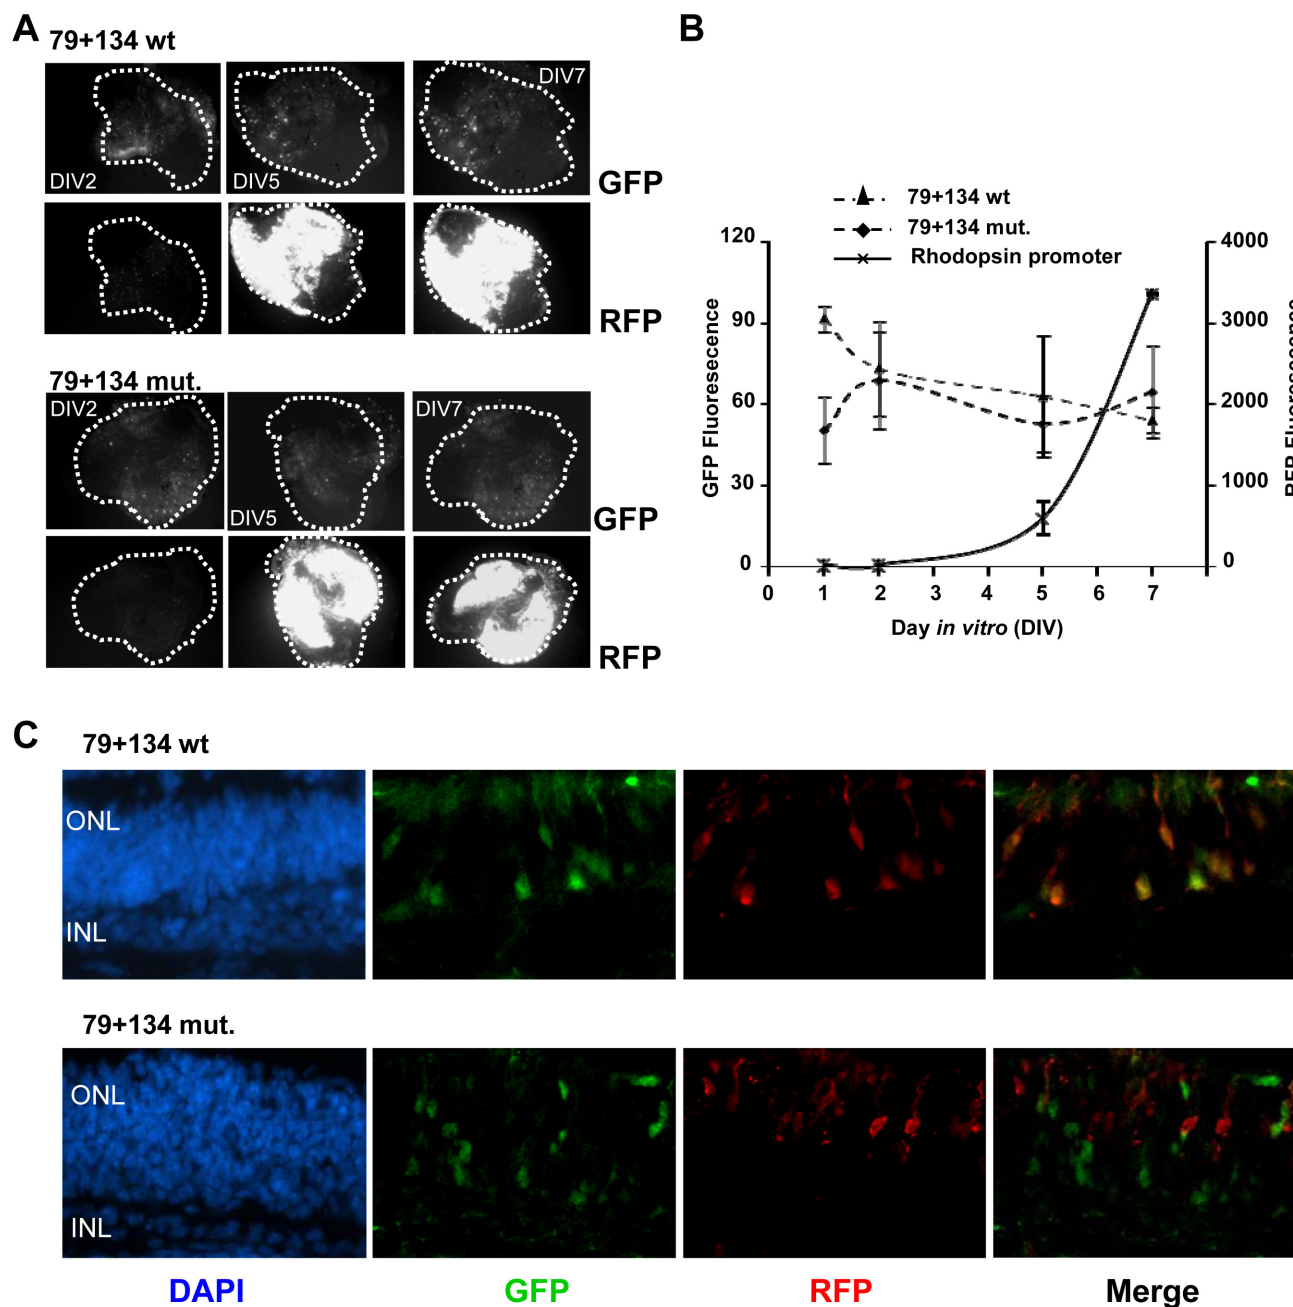 A
79+134 wt
DIV2
DIV5
DIV7
GFP
RFP
79+134 mut.
DIV2
DIV5
DIV7
GFP
RFP
B
79+134 wt
79+134 mut.
Rhodopsin promoter
120
90
60
30
0
GFP Fluoresecence
4000
3000
2000
1000
0
RFP Fluoresecence
0 1 2 3 4 5 6 7
Day in vitro (DIV)
C
79+134 wt
ONL
INL
79+134 mut.
ONL
INL
DAPI
GFP
RFP
Merge